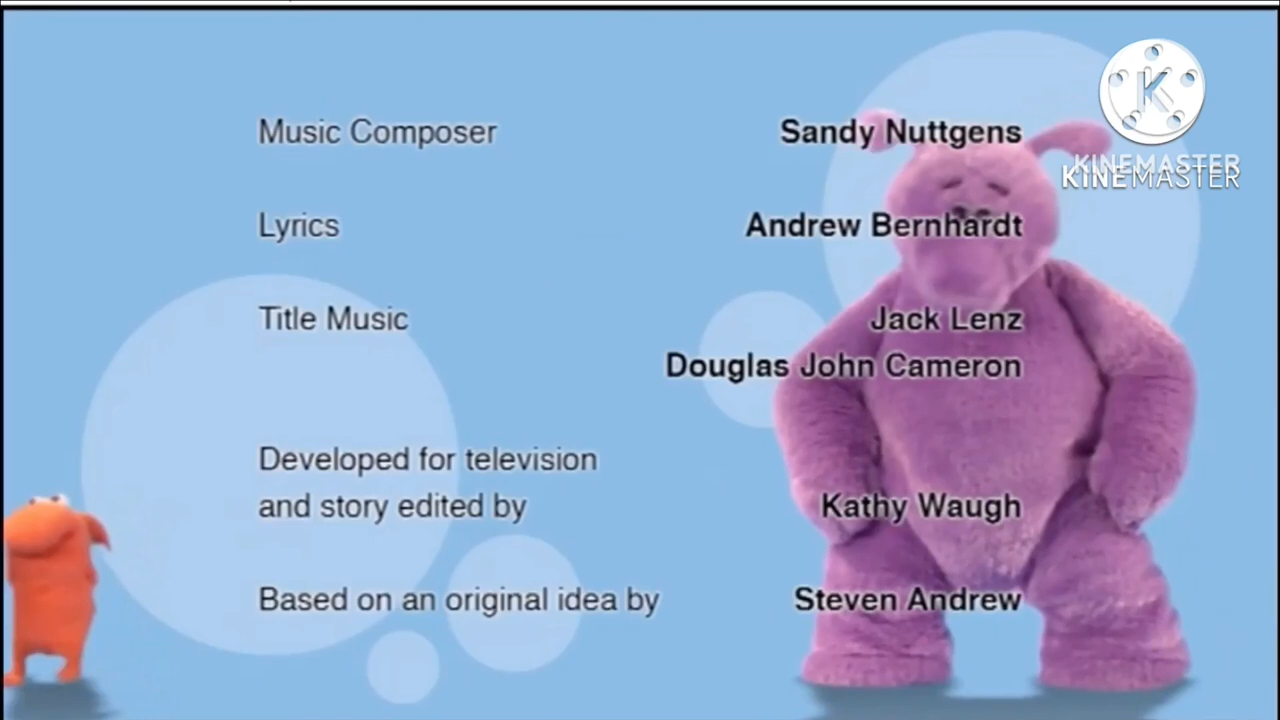 Music Composer Sandy Nuttgens
Lyrics Andrew Bernhardt
Title Music Jack Lenz
Douglas John Cameron
Developed for television
and story edited by Kathy Waugh
Based on an original idea by Steven Andrew
K
KINEMASTER
KINEMASTER